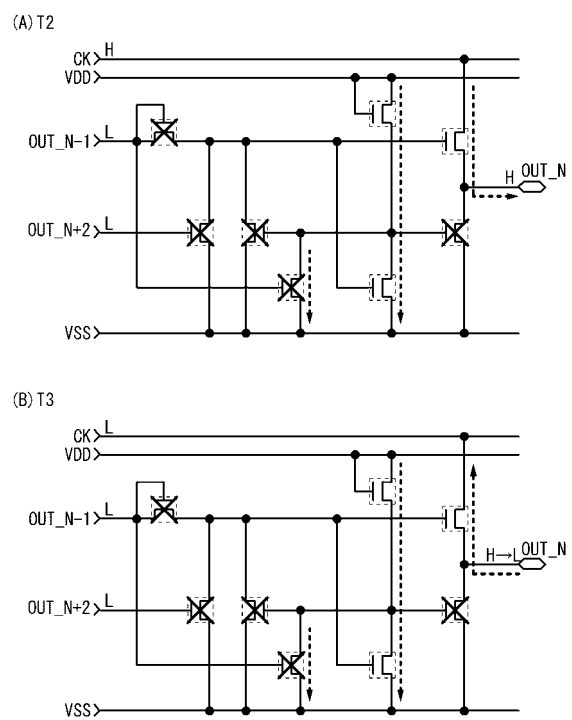 (A) T2
CK H
VDD
OUT_N-1 L
H OUT_N
OUT_N+2 L
VSS
(B) T3
CK L
VDD
OUT_N-1 L
H→L OUT_N
OUT_N+2 L
VSS